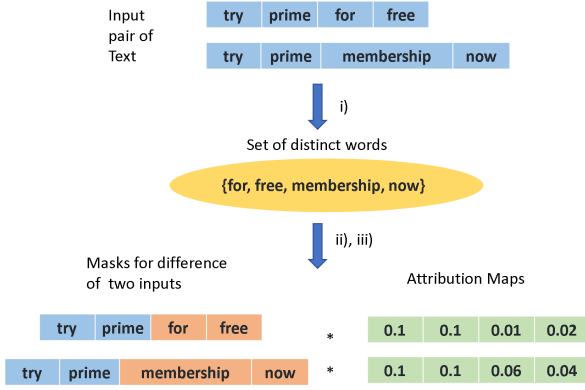 Input
pair of
Text
try prime for free
try prime membership now
i)
Set of distinct words
{for, free, membership, now}
ii), iii)
Masks for difference
of two inputs
Attribution Maps
try prime for free * 0.1 0.1 0.01 0.02
try prime membership now * 0.1 0.1 0.06 0.04